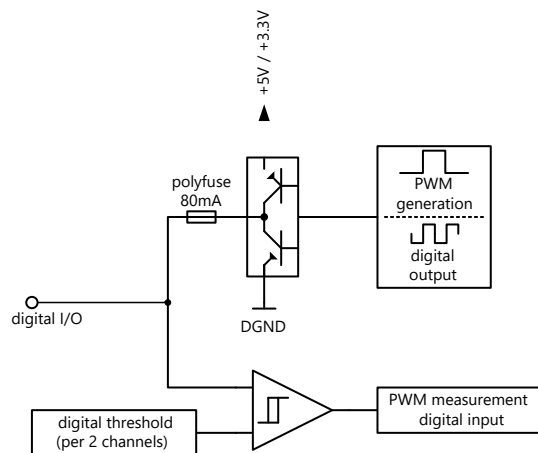 +5V / +3.3V
polyfuse
80mA
PWM
generation
digital
output
DGND
digital I/O
digital threshold
(per 2 channels)
PWM measurement
digital input